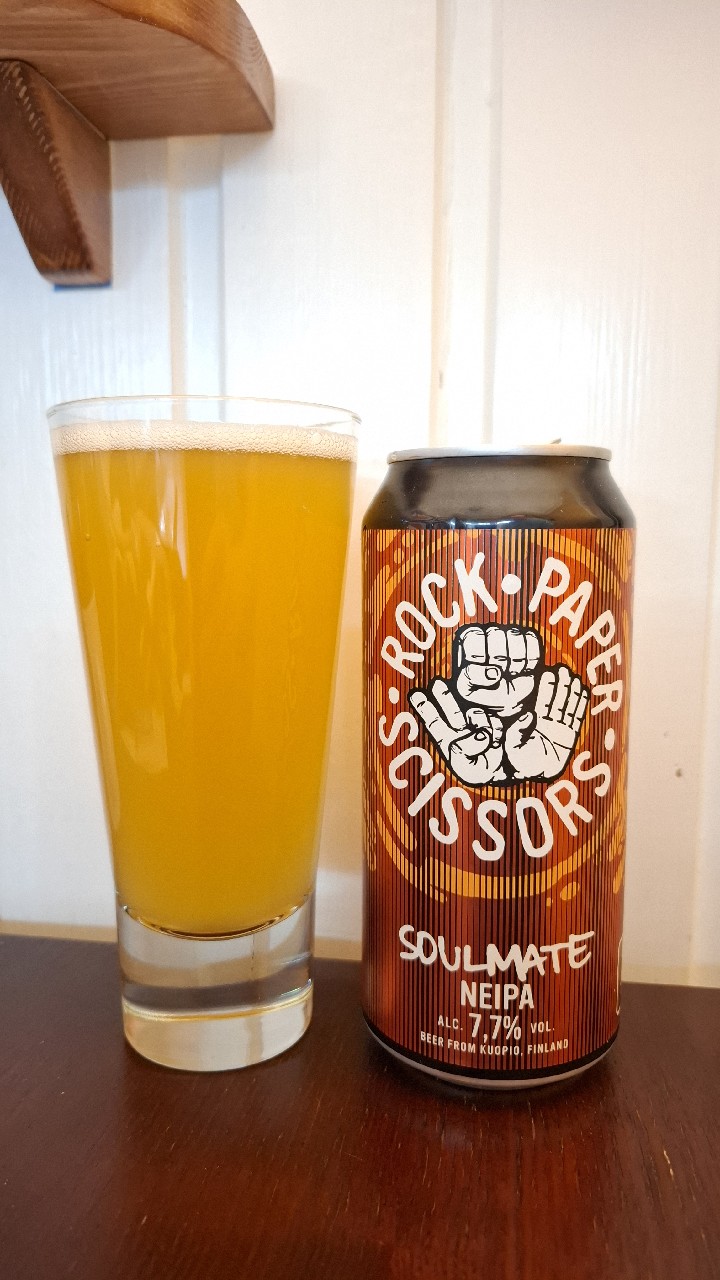 ROCK • PAPER • SCISSORS •
SOULMATE
NEIPA
ALC. 7,7% VOL.
BEER FROM KUOPIO, FINLAND